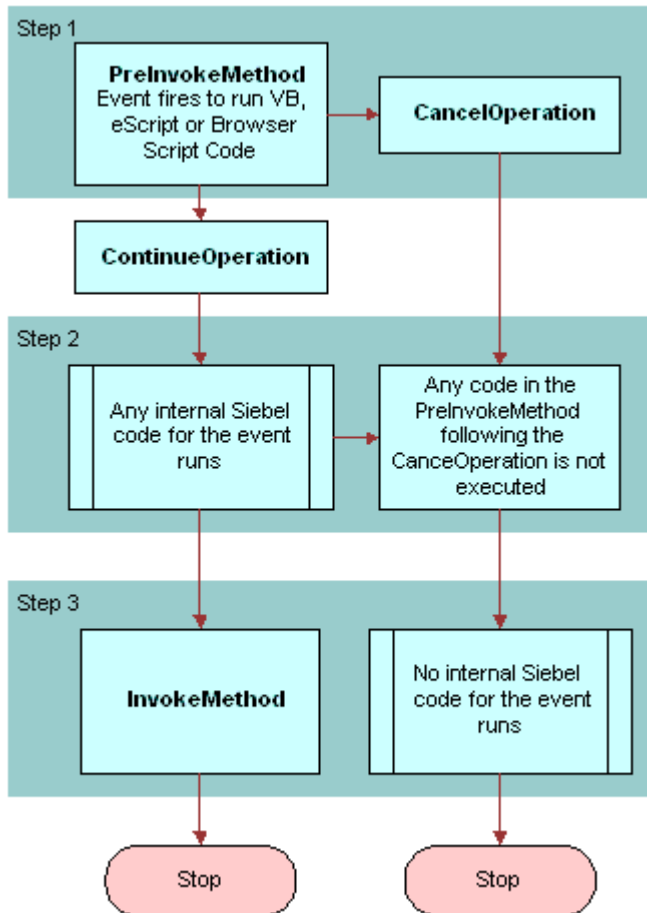 Step 1
PreInvokeMethod
Event fires to run VB,
eScript or Browser
Script Code
CancelOperation
ContinueOperation
Step 2
Any internal Siebel
code for the event
runs
Any code in the
PreInvokeMethod
following the
CanceOperation is not
executed
Step 3
InvokeMethod
No internal Siebel
code for the event
runs
Stop
Stop